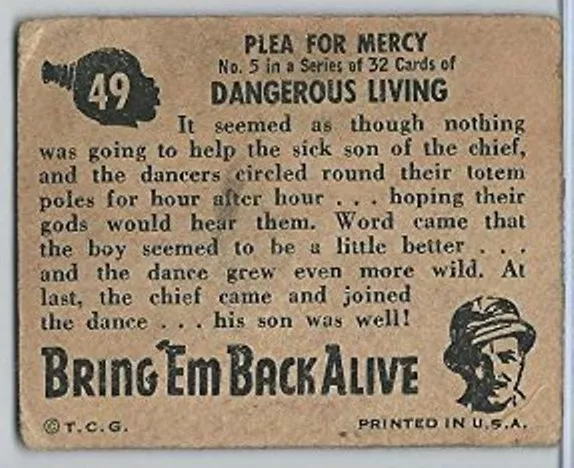 PLEA FOR MERCY
No. 5 in a Series of 32 Cards of
49
DANGEROUS LIVING
It seemed as though nothing
was going to help the sick son of the chief,
and the dancers circled round their totem
poles for hour after hour . . . hoping their
gods would hear them. Word came that
the boy seemed to be a little better . . .
and the dance grew even more wild. At
last, the chief came and joined
the dance . . . his son was well!
BRING 'EM BACK ALIVE
© T. C. G.
PRINTED IN U.S.A.